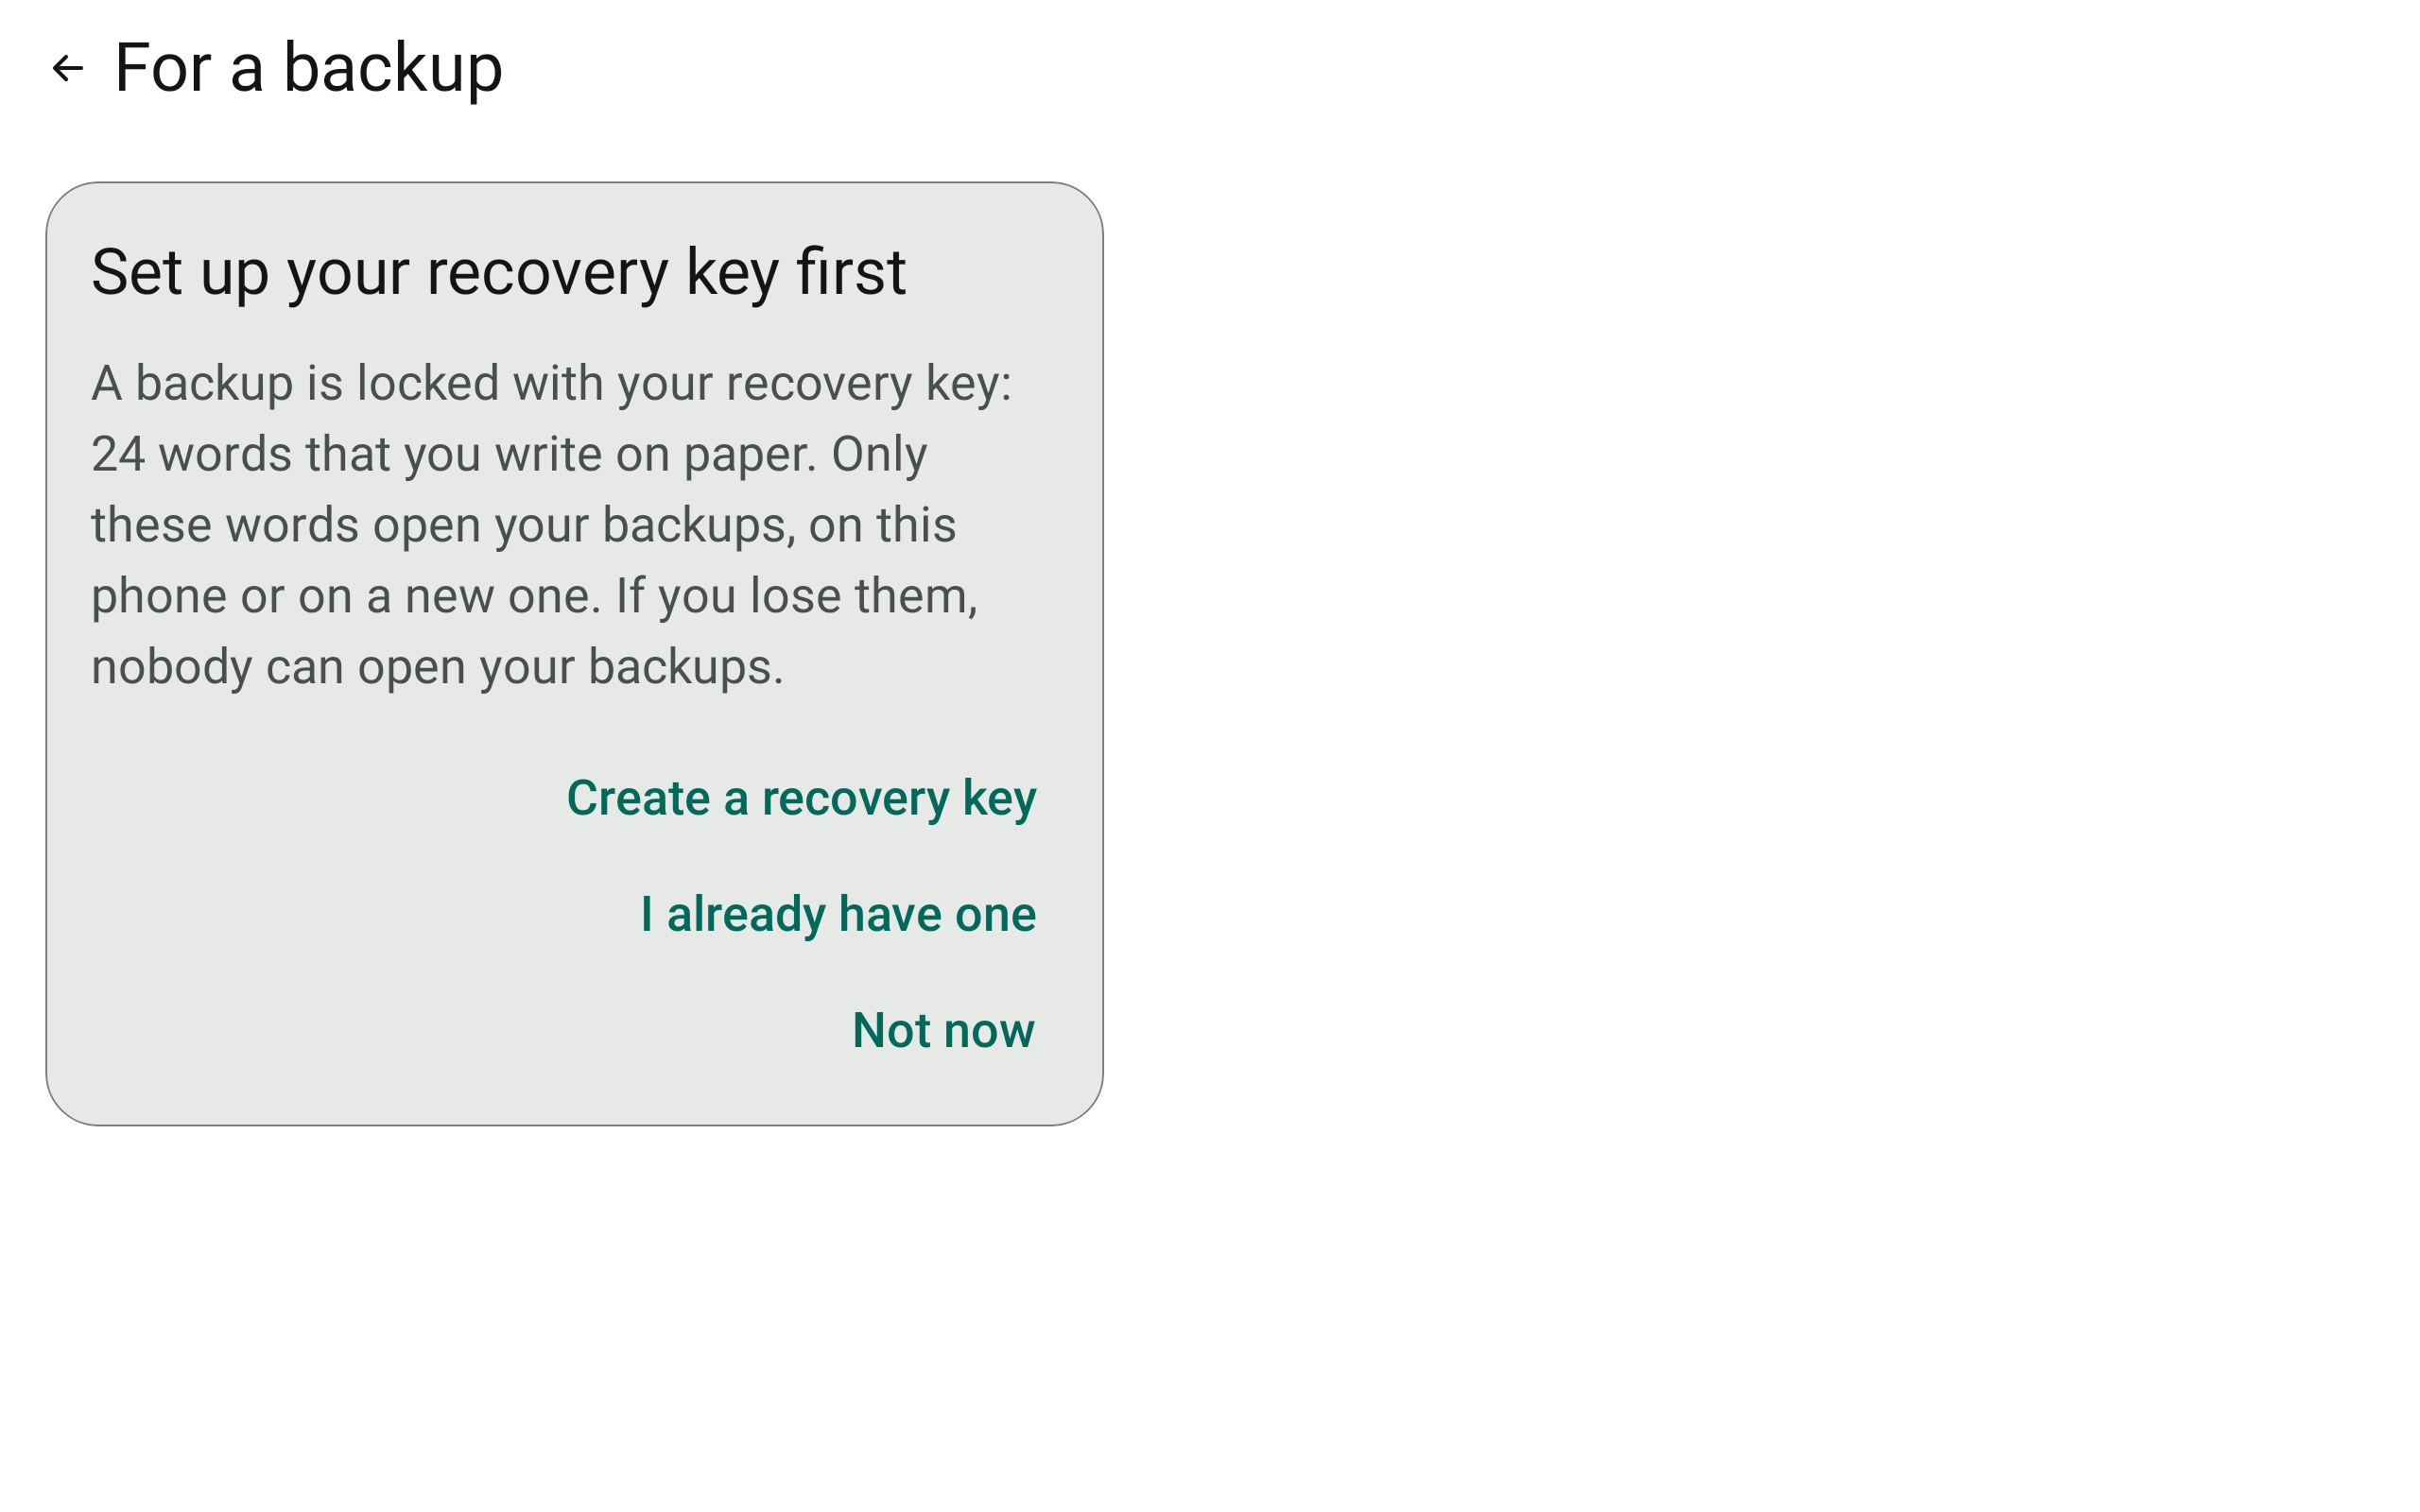 For a backup
Set up your recovery key first
A backup is locked with your recovery key:
24 words that you write on paper. Only
these words open your backups, on this
phone or on a new one. If you lose them,
nobody can open your backups.
Create a recovery key
I already have one
Not now